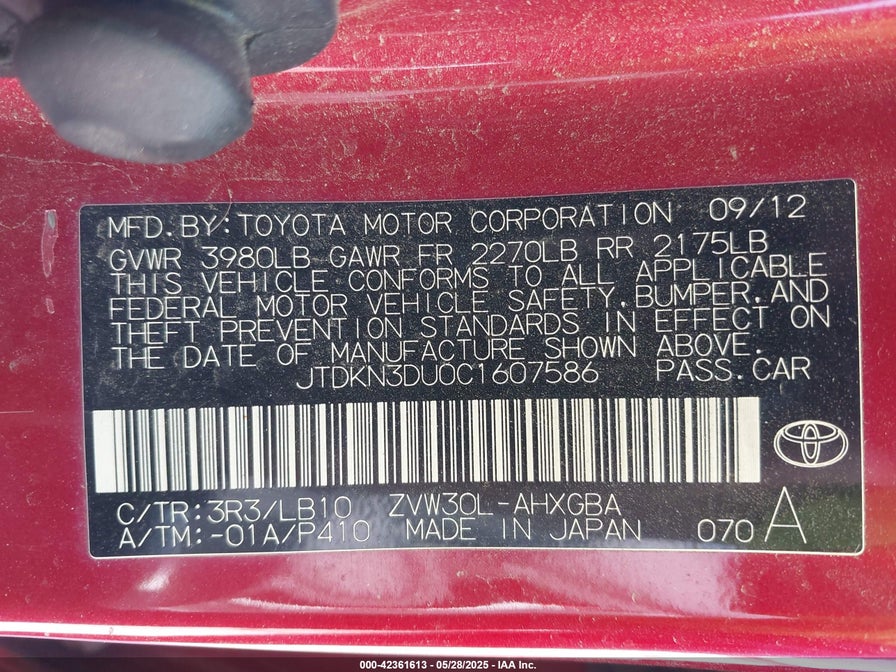 MFD.BY:TOYOTA MOTOR CORPORATION 09/12
GVWR 3980LB GAWR FR 2270LB RR 2175LB
THIS VEHICLE CONFORMS TO ALL APPLICABLE
FEDERAL MOTOR VEHICLE SAFETY,BUMPER,AND
THEFT PREVENTION STANDARDS IN EFFECT ON
THE DATE OF MANUFACTURE SHOWN ABOVE.
JTDKN3DU0C1607586 PASS.CAR
C/TR:3R3/LB10 ZVW30L-AHXGBA
A/TM:-01A/P410 MADE IN JAPAN 070 A
000-42361613 - 05/28/2025 - IAA Inc.